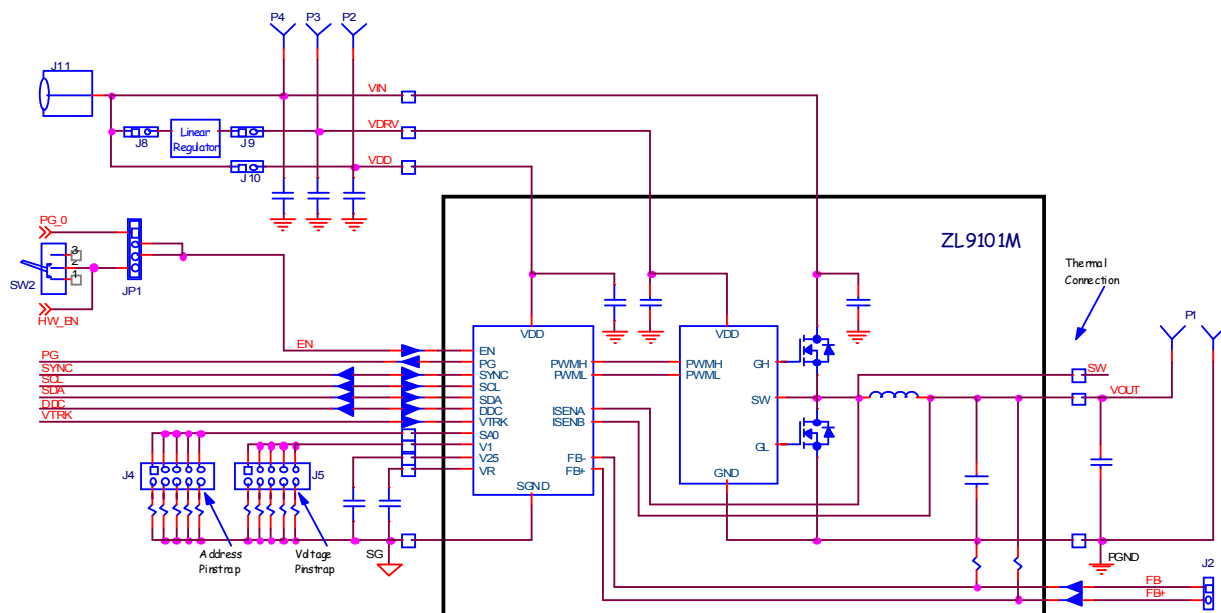 P4
P3
P2
J11
VIN
Linear
Regulator
J8
J9
VDRV
J10
VDD
PG_0
3
2
1
SW2
JP1
HW_EN
ZL9101M
Thermal
Connection
P1
VDD
VDD
EN
EN
PG
PG
SYNC
SYNC
SCL
SCL
SDA
SDA
DDC
DDC
VTRK
VTRK
SA0
V1
V25
VR
SGND
PWMH
PWML
ISENA
ISENB
FB-
FB+
PWMH
PWML
GH
SW
GL
GND
SW
VOUT
J4
J5
Address
Pinstrap
Voltage
Pinstrap
SG
PGND
J2
FB-
FB+